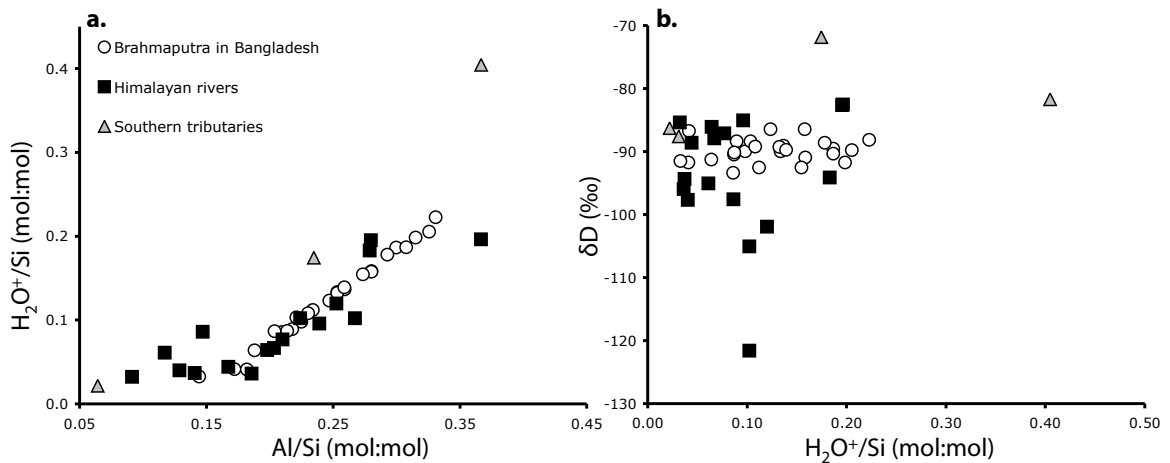 a.
Brahmaputra in Bangladesh
Himalayan rivers
Southern tributaries
0.4
0.3
0.2
0.1
0.0
H₂O⁺/Si (mol:mol)
0.05 0.15 0.25 0.35 0.45
Al/Si (mol:mol)
b.
-70
-80
-90
-100
-110
-120
-130
δD (‰)
0.00 0.10 0.20 0.30 0.40 0.50
H₂O⁺/Si (mol:mol)